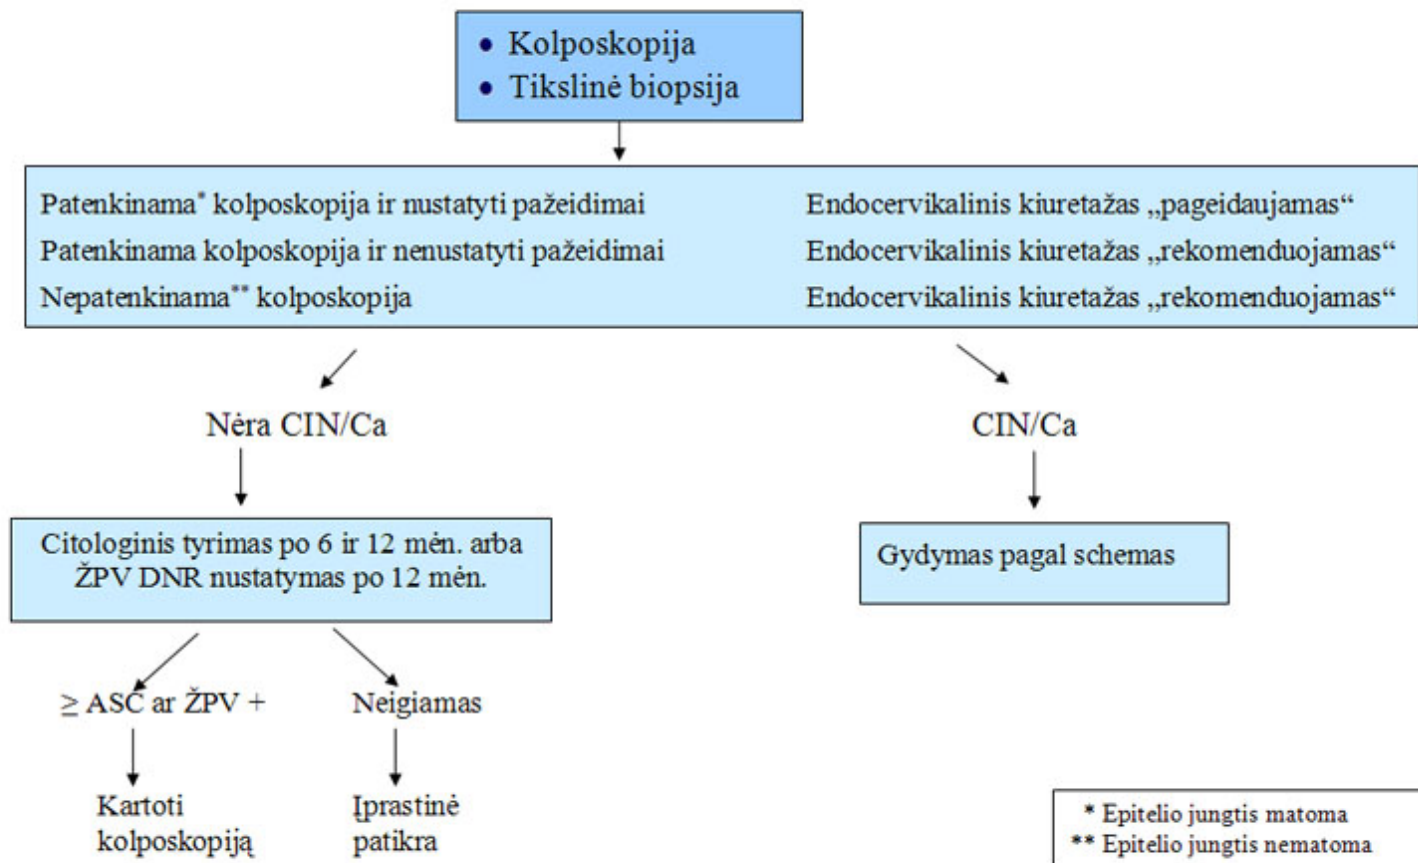 • Kolposkopija
• Tikslinė biopsija
Patenkinama* kolposkopija ir nustatyti pažeidimai Endocervikalinis kiuretažas „pageidaujamas“
Patenkinama kolposkopija ir nenustatyti pažeidimai Endocervikalinis kiuretažas „rekomenduojamas“
Nepatenkinama** kolposkopija Endocervikalinis kiuretažas „rekomenduojamas“
Nėra CIN/Ca
CIN/Ca
Citologinis tyrimas po 6 ir 12 mėn. arba
ŽPV DNR nustatymas po 12 mėn.
Gydymas pagal schemas
≥ ASC ar ŽPV +
Neigiamas
Kartoti
kolposkopiją
Įprastinė
patikra
* Epitelio jungtis matoma
** Epitelio jungtis nematoma